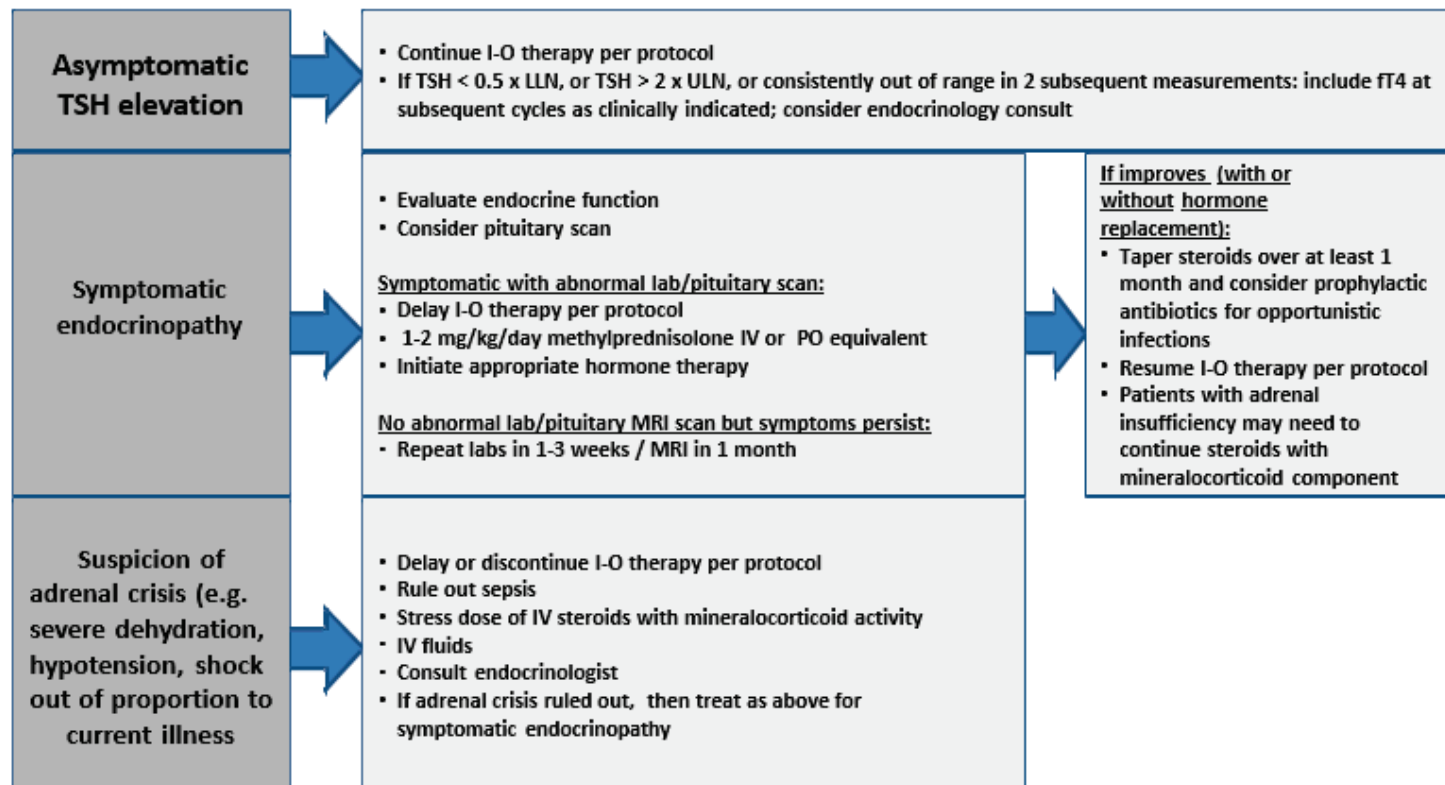 Asymptomatic
TSH elevation
▪ Continue I-O therapy per protocol
▪ If TSH < 0.5 x LLN, or TSH > 2 x ULN, or consistently out of range in 2 subsequent measurements: include fT4 at
subsequent cycles as clinically indicated; consider endocrinology consult
Symptomatic
endocrinopathy
▪ Evaluate endocrine function
▪ Consider pituitary scan
Symptomatic with abnormal lab/pituitary scan:
▪ Delay I-O therapy per protocol
▪ 1-2 mg/kg/day methylprednisolone IV or PO equivalent
▪ Initiate appropriate hormone therapy
No abnormal lab/pituitary MRI scan but symptoms persist:
▪ Repeat labs in 1-3 weeks / MRI in 1 month
If improves (with or
without hormone
replacement):
▪ Taper steroids over at least 1
month and consider prophylactic
antibiotics for opportunistic
infections
▪ Resume I-O therapy per protocol
▪ Patients with adrenal
insufficiency may need to
continue steroids with
mineralocorticoid component
Suspicion of
adrenal crisis (e.g.
severe dehydration,
hypotension, shock
out of proportion to
current illness
▪ Delay or discontinue I-O therapy per protocol
▪ Rule out sepsis
▪ Stress dose of IV steroids with mineralocorticoid activity
▪ IV fluids
▪ Consult endocrinologist
▪ If adrenal crisis ruled out, then treat as above for
symptomatic endocrinopathy